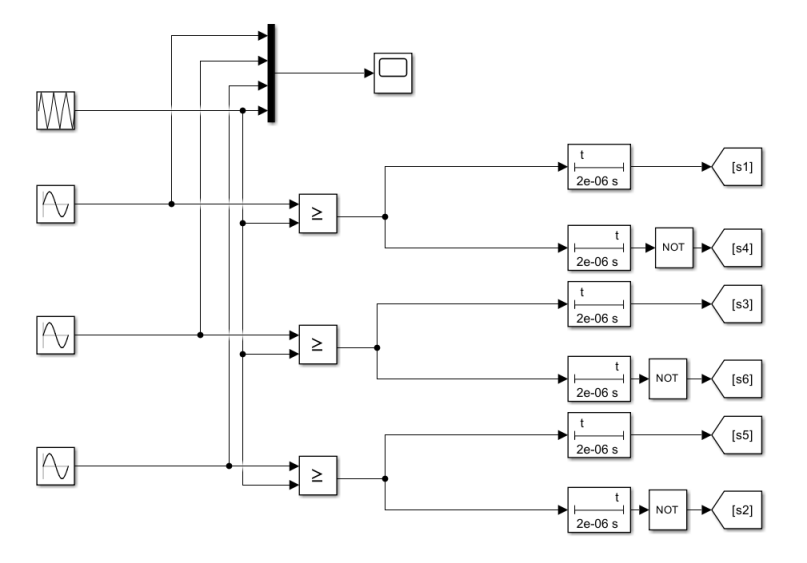 t
2e-06 s
[s1]
≥
t
2e-06 s
NOT
[s4]
t
2e-06 s
[s3]
≥
t
2e-06 s
NOT
[s6]
t
2e-06 s
[s5]
≥
t
2e-06 s
NOT
[s2]